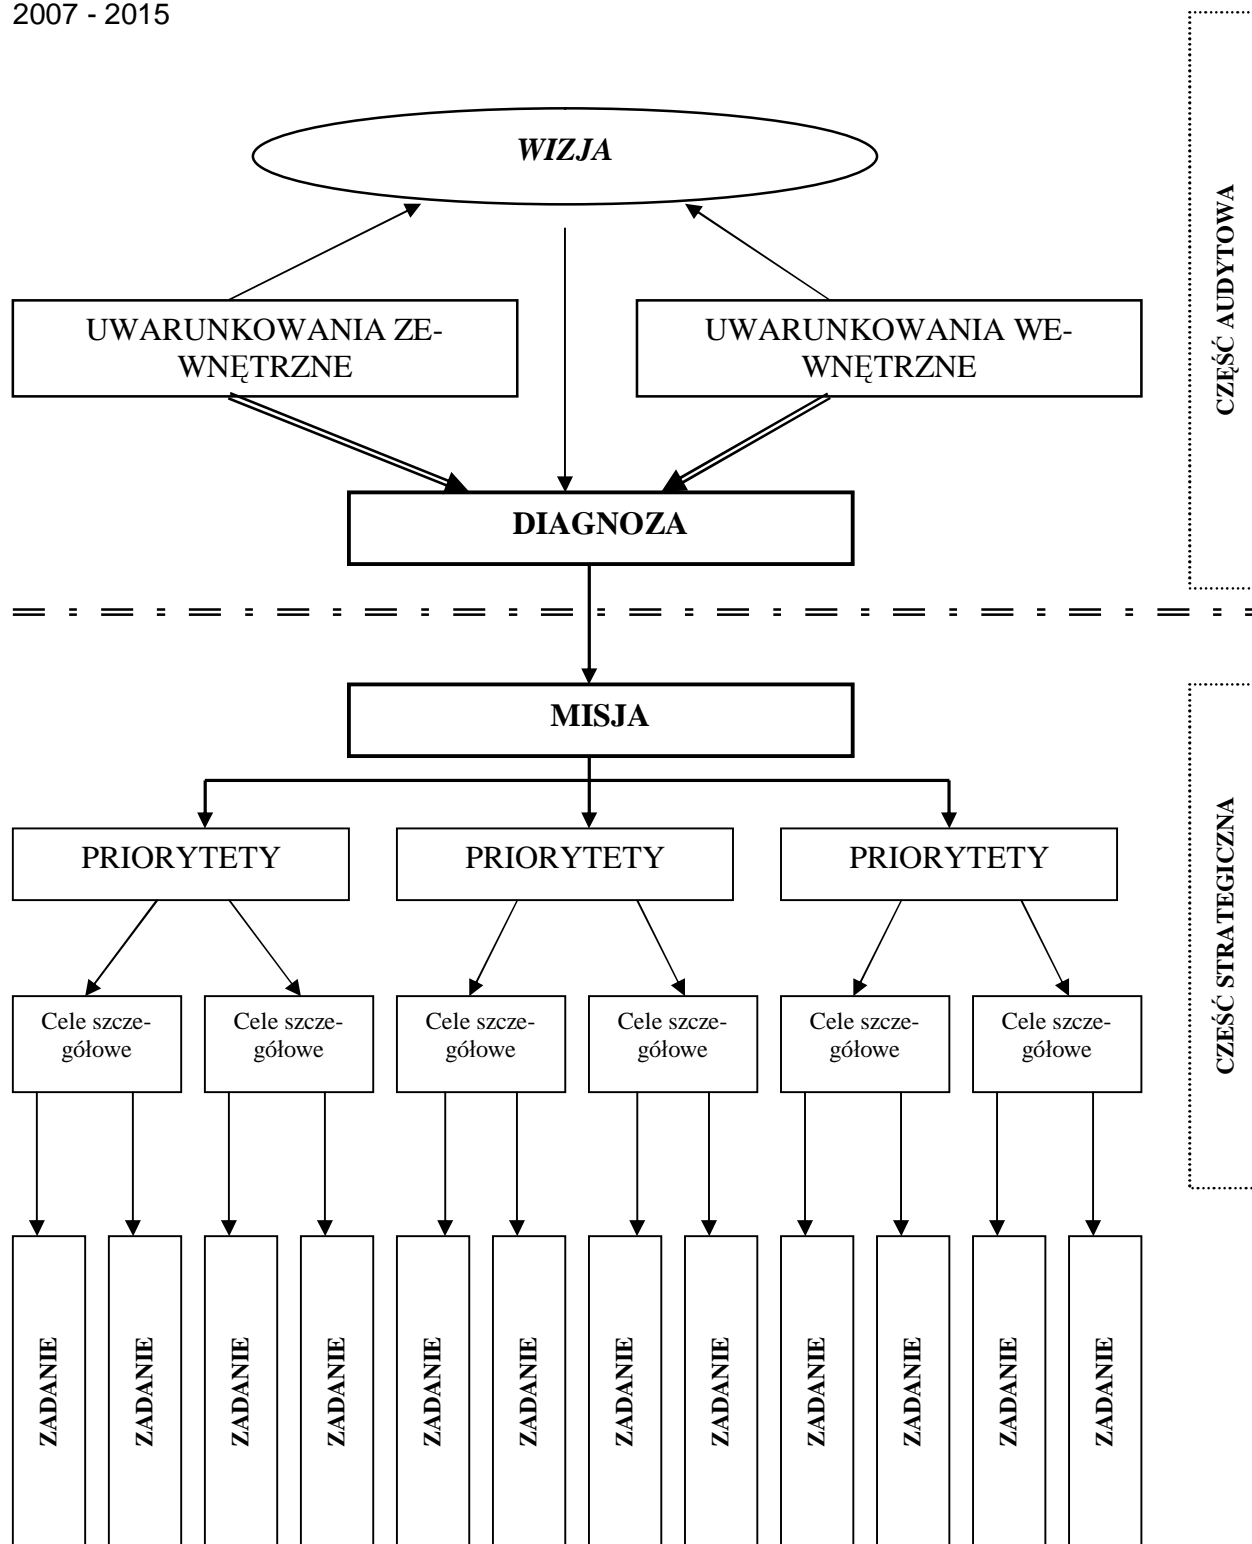 2007 - 2015
WIZJA
UWARUNKOWANIA ZE-
WNĘTRZNE
UWARUNKOWANIA WE-
WNĘTRZNE
CZĘŚĆ AUDYTOWA
DIAGNOZA
MISJA
PRIORYTETY
PRIORYTETY
PRIORYTETY
CZEŚĆ STRATEGICZNA
Cele szcze-
gółowe
Cele szcze-
gółowe
Cele szcze-
gółowe
Cele szcze-
gółowe
Cele szcze-
gółowe
Cele szcze-
gółowe
ZADANIE
ZADANIE
ZADANIE
ZADANIE
ZADANIE
ZADANIE
ZADANIE
ZADANIE
ZADANIE
ZADANIE
ZADANIE
ZADANIE